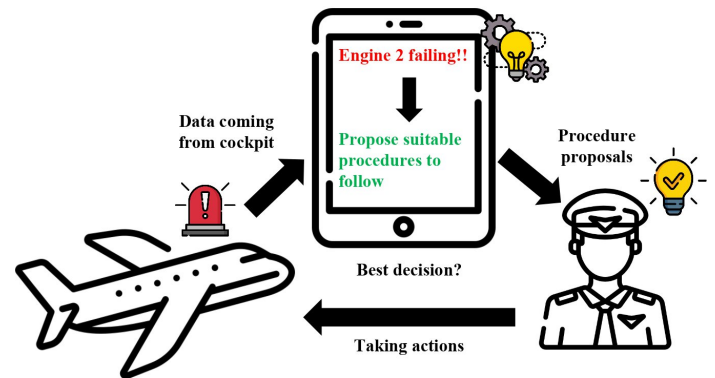 Engine 2 failing!!
Data coming
from cockpit
Propose suitable
procedures to
follow
Procedure
proposals
Best decision?
Taking actions